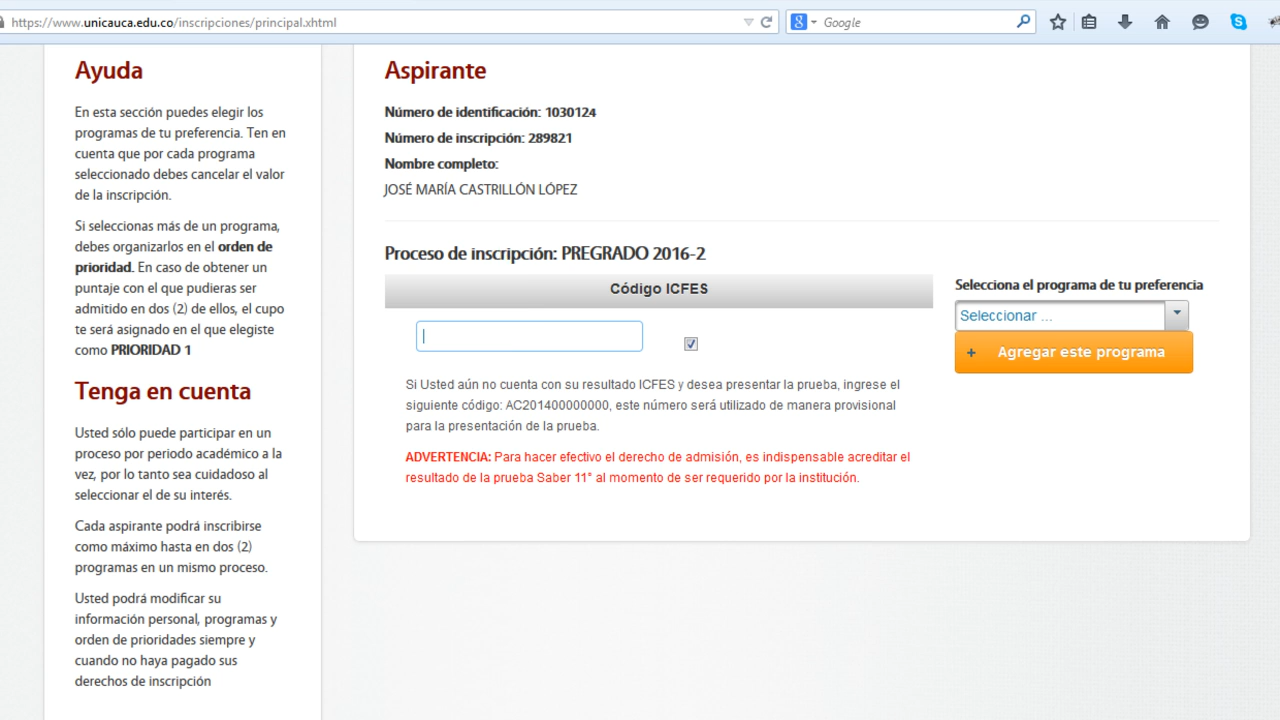 https://www.unicauca.edu.co/inscripciones/principal.xhtml
Google
Ayuda
En esta sección puedes elegir los
programas de tu preferencia. Ten en
cuenta que por cada programa
seleccionado debes cancelar el valor
de la inscripción.
Si seleccionas más de un programa,
debes organizarlos en el orden de
prioridad. En caso de obtener un
puntaje con el que pudieras ser
admitido en dos (2) de ellos, el cupo
te será asignado en el que elegiste
como PRIORIDAD 1
Tenga en cuenta
Usted sólo puede participar en un
proceso por periodo académico a la
vez, por lo tanto sea cuidadoso al
seleccionar el de su interés.
Cada aspirante podrá inscribirse
como máximo hasta en dos (2)
programas en un mismo proceso.
Usted podrá modificar su
información personal, programas y
orden de prioridades siempre y
cuando no haya pagado sus
derechos de inscripción
Aspirante
Número de identificación: 1030124
Número de inscripción: 289821
Nombre completo:
JOSÉ MARÍA CASTRILLÓN LÓPEZ
Proceso de inscripción: PREGRADO 2016-2
Código ICFES
Si Usted aún no cuenta con su resultado ICFES y desea presentar la prueba, ingrese el
siguiente código: AC201400000000, este número será utilizado de manera provisional
para la presentación de la prueba.
ADVERTENCIA: Para hacer efectivo el derecho de admisión, es indispensable acreditar el
resultado de la prueba Saber 11° al momento de ser requerido por la institución.
Selecciona el programa de tu preferencia
Seleccionar ...
+ Agregar este programa